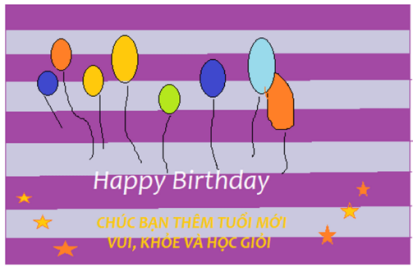 Happy Birthday
CHÚC BẠN THÊM TUỔI MỚI
VUI, KHỎE VÀ HỌC GIỎI